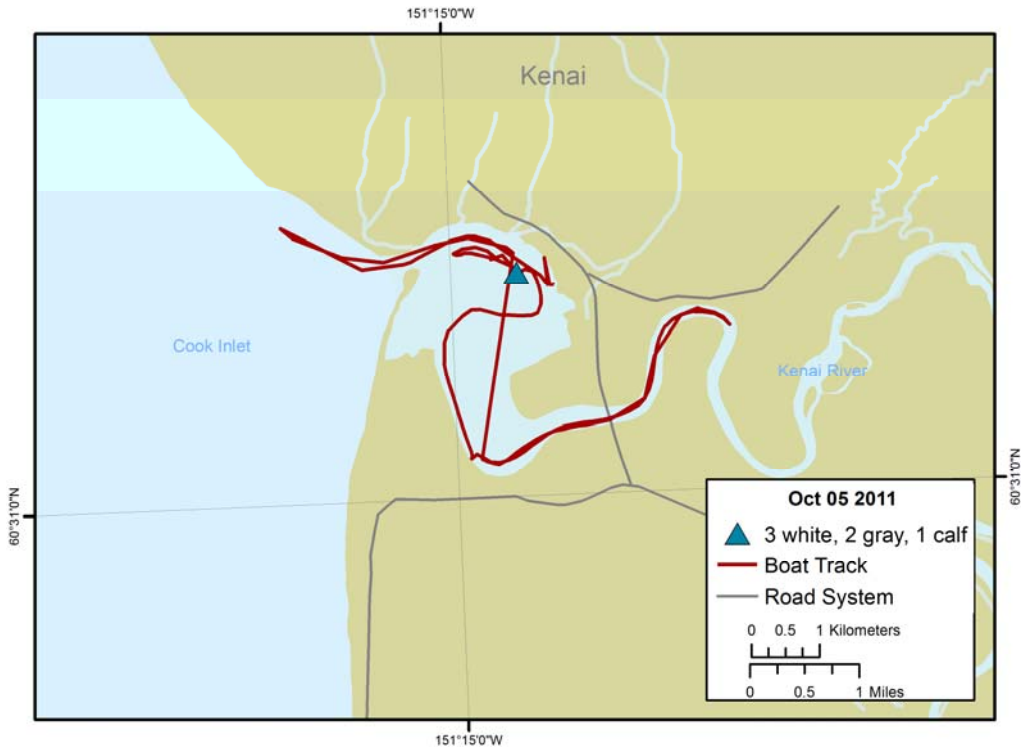 151°15'0"W
Kenai
Cook Inlet
Kenai River
60°31'0"N
60°31'0"N
Oct 05 2011
3 white, 2 gray, 1 calf
Boat Track
Road System
0 0.5 1 Kilometers
0 0.5 1 Miles
151°15'0"W